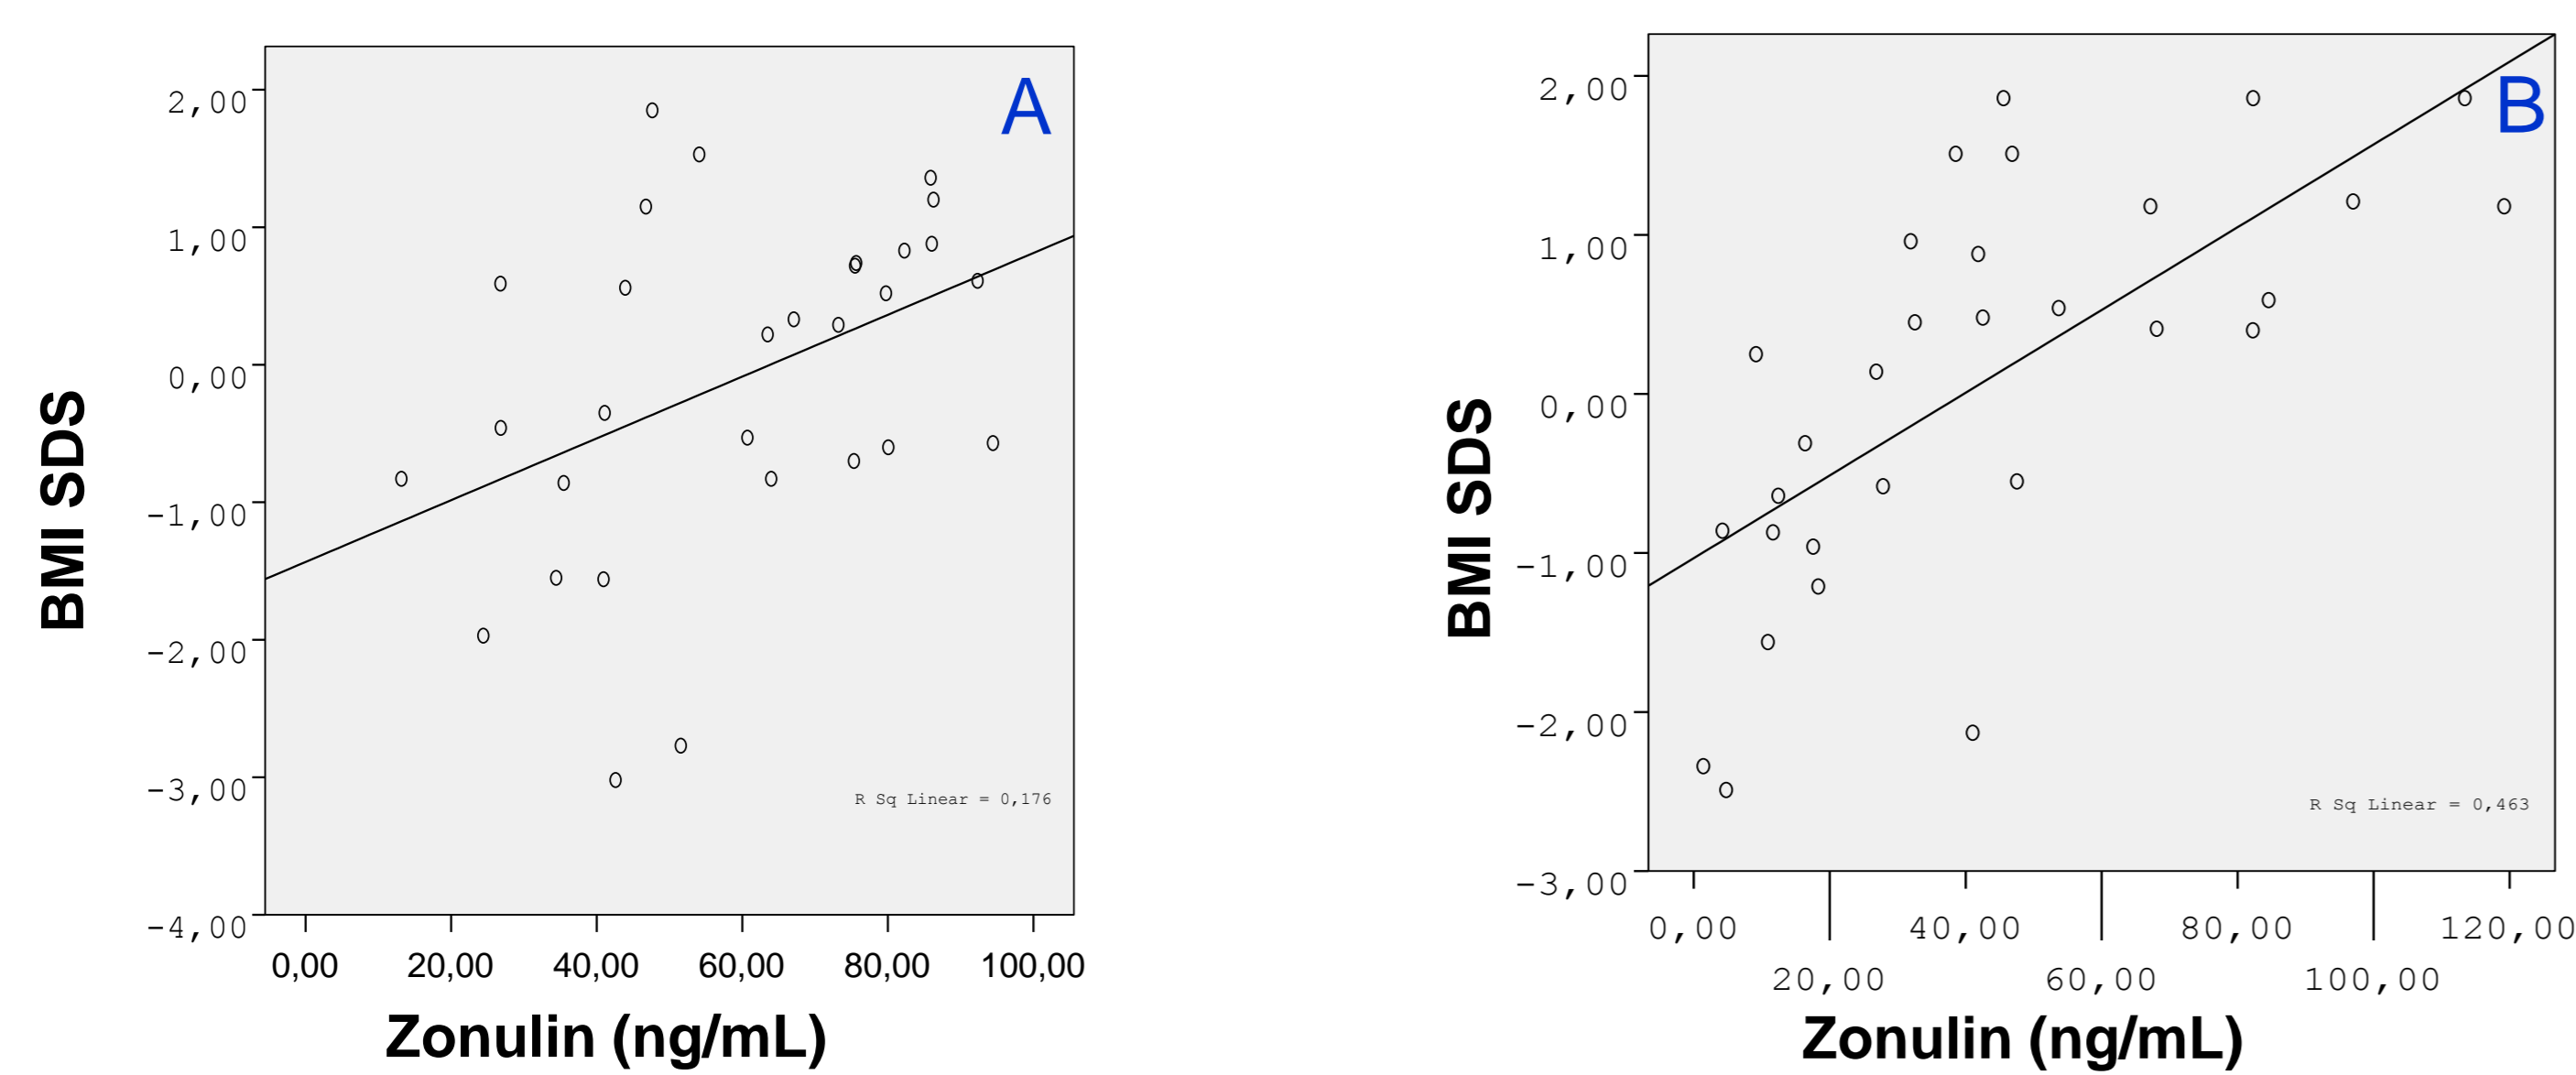 A
BMI SDS
2,00
1,00
0,00
-1,00
-2,00
-3,00
-4,00
R Sq Linear = 0,176
0,00 20,00 40,00 60,00 80,00 100,00
Zonulin (ng/mL)
B
BMI SDS
2,00
1,00
0,00
-1,00
-2,00
-3,00
R Sq Linear = 0,463
0,00 40,00 80,00 120,00
20,00 60,00 100,00
Zonulin (ng/mL)